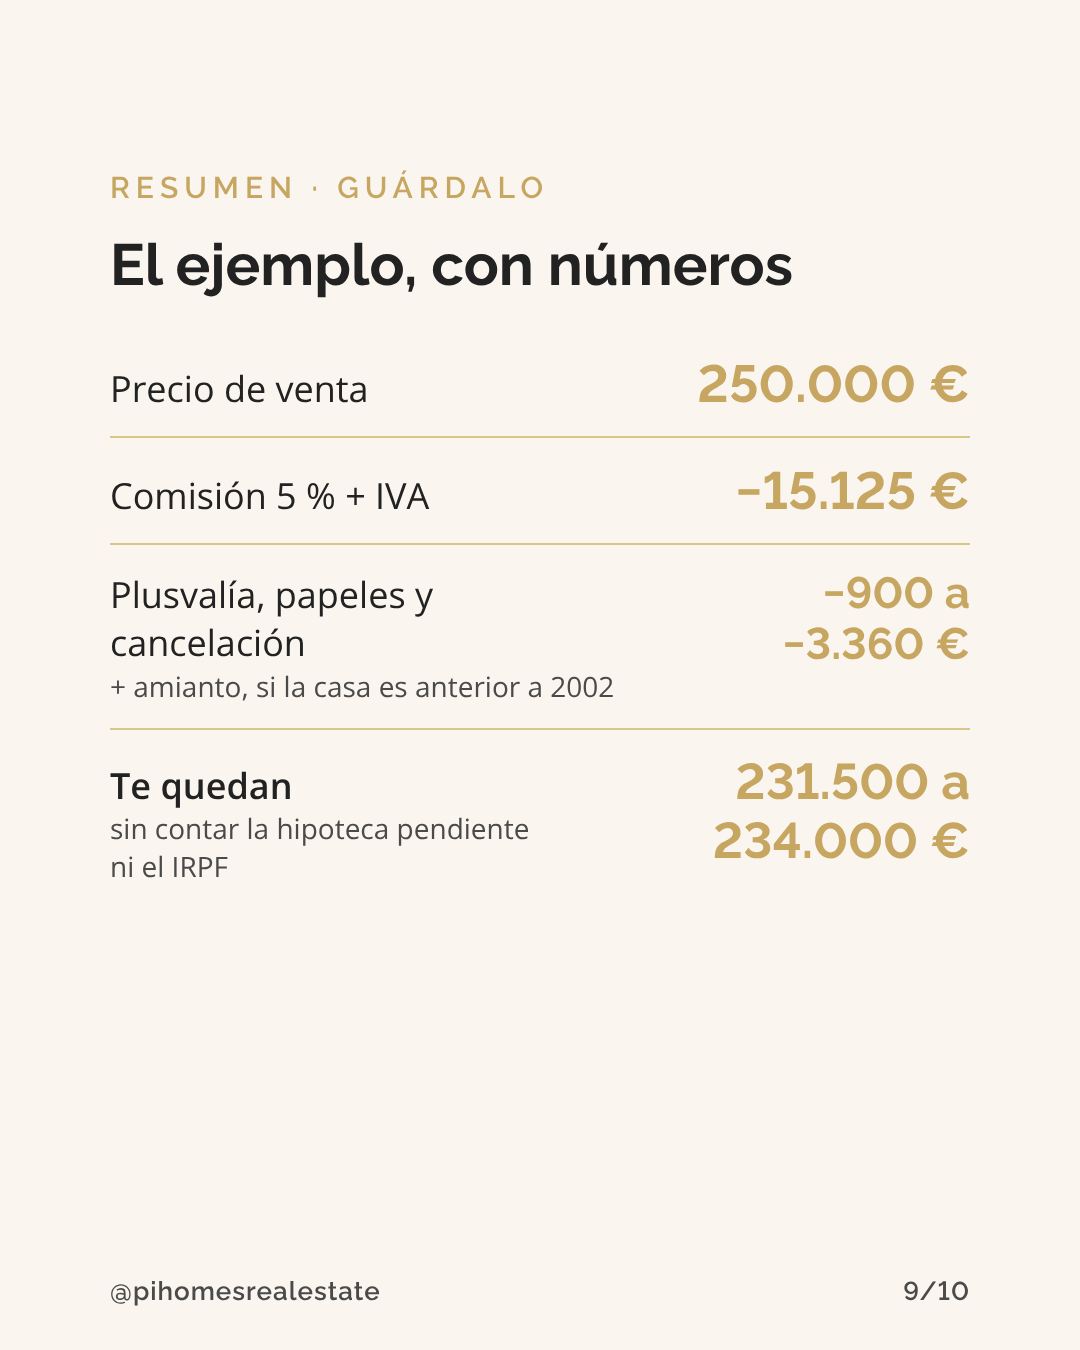 RESUMEN · GUÁRDALO
El ejemplo, con números
Precio de venta
250.000 €
Comisión 5 % + IVA
−15.125 €
Plusvalía, papeles y
cancelación
+ amianto, si la casa es anterior a 2002
−900 a
−3.360 €
Te quedan
sin contar la hipoteca pendiente
ni el IRPF
231.500 a
234.000 €
@pihomesrealestate
9/10